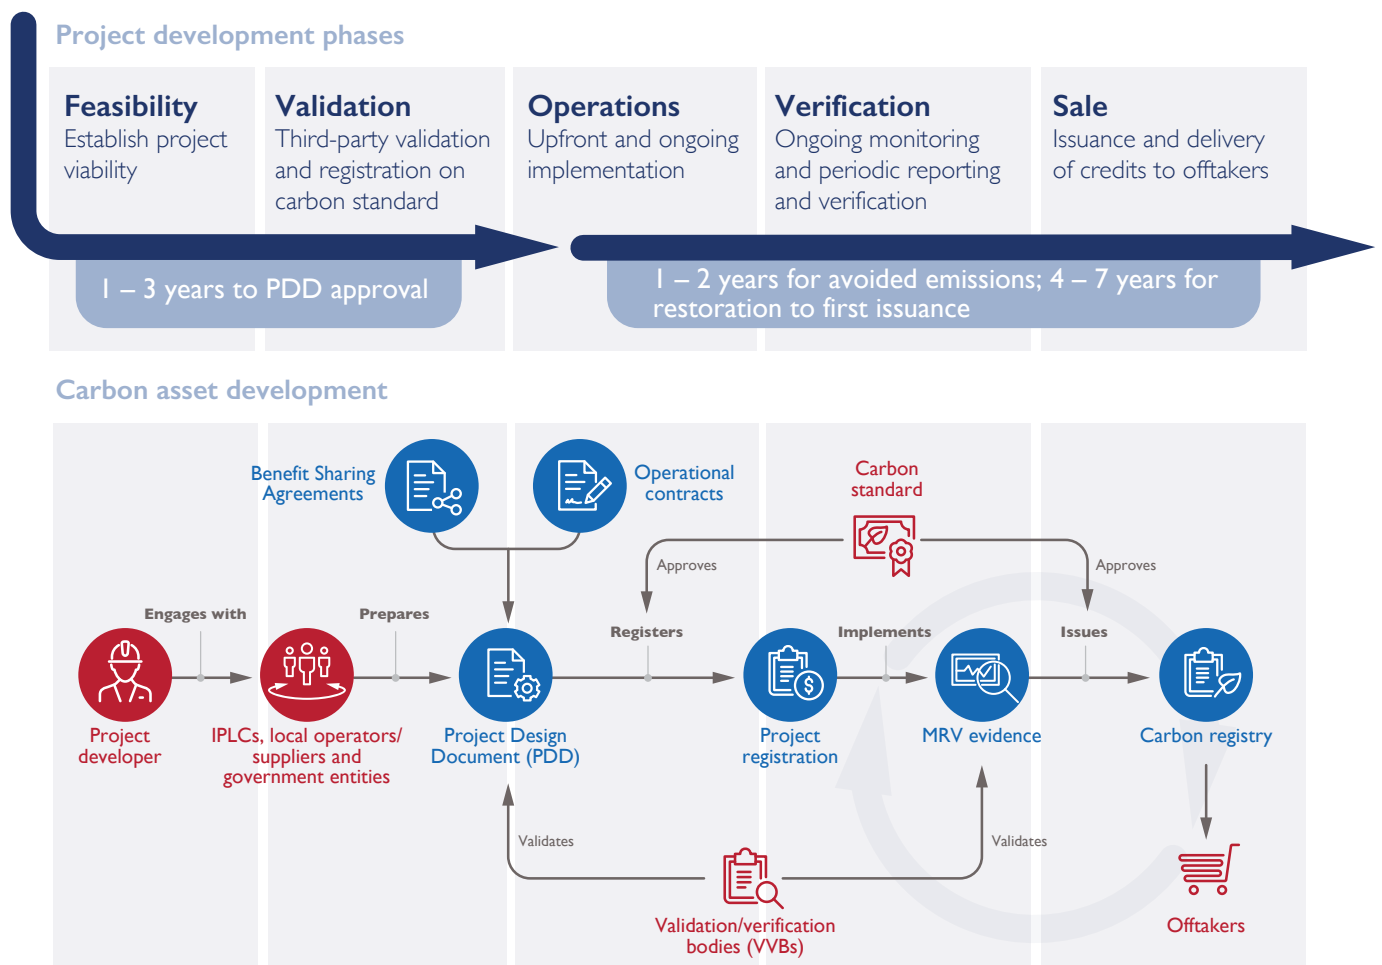 Project development phases
Feasibility
Establish project
viability
Validation
Third-party validation
and registration on
carbon standard
Operations
Upfront and ongoing
implementation
Verification
Ongoing monitoring
and periodic reporting
and verification
Sale
Issuance and delivery
of credits to offtakers
1 – 3 years to PDD approval
1 – 2 years for avoided emissions; 4 – 7 years for
restoration to first issuance
Carbon asset development
Benefit Sharing
Agreements
Operational
contracts
Carbon
standard
Approves
Approves
Engages with
Prepares
Registers
Implements
Issues
$
Project
developer
IPLCs, local operators/
suppliers and
government entities
Project Design
Document (PDD)
Project
registration
MRV evidence
Carbon registry
Validates
Validates
Validation/verification
bodies (VVBs)
Offtakers